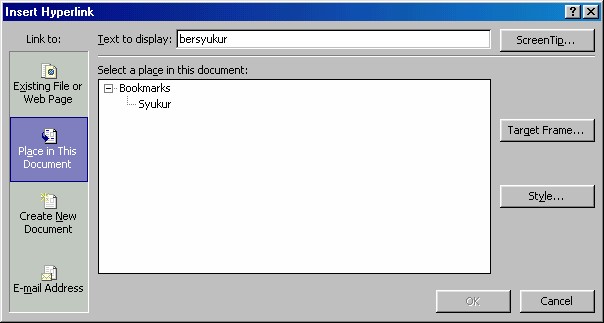 Insert Hyperlink
Link to:
Text to display: bersyukur
ScreenTip...
Select a place in this document:
Existing File or
Web Page
Bookmarks
Syukur
Place in This
Document
Target Frame...
Create New
Document
Style...
E-mail Address
OK
Cancel